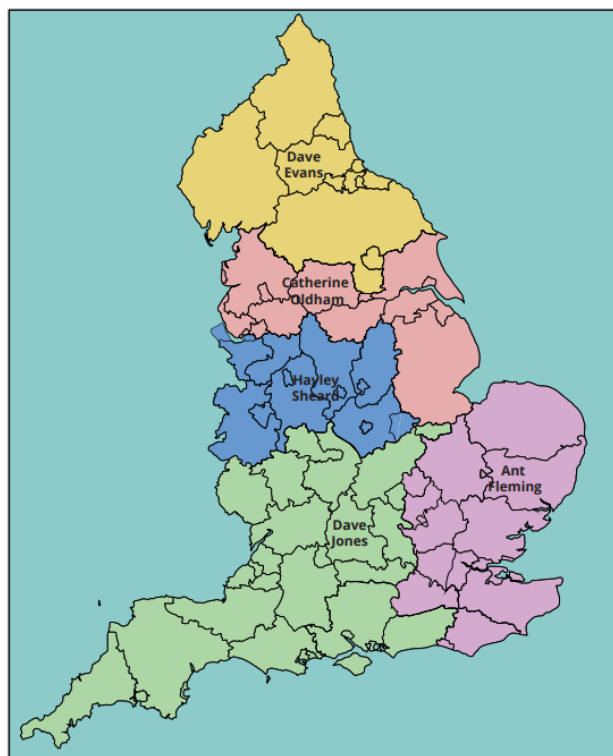 Dave
Evans
Catherine
Oldham
Hayley
Sheard
Ant
Fleming
Dave
Jones